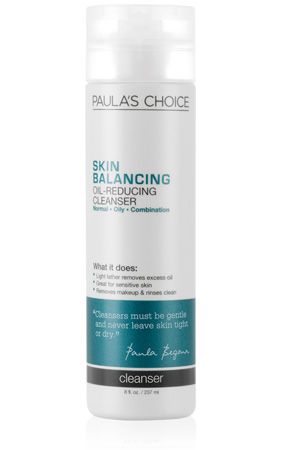 PAULA'S CHOICE
SKIN
BALANCING
OIL-REDUCING
CLEANSER
Normal • Oily • Combination
What it does:
• Light lather removes excess oil
• Great for sensitive skin
• Removes makeup & rinses clean
"Cleansers must be gentle
and never leave skin tight
or dry."
Paula Begoun
cleanser
8 fl. oz. / 237 ml